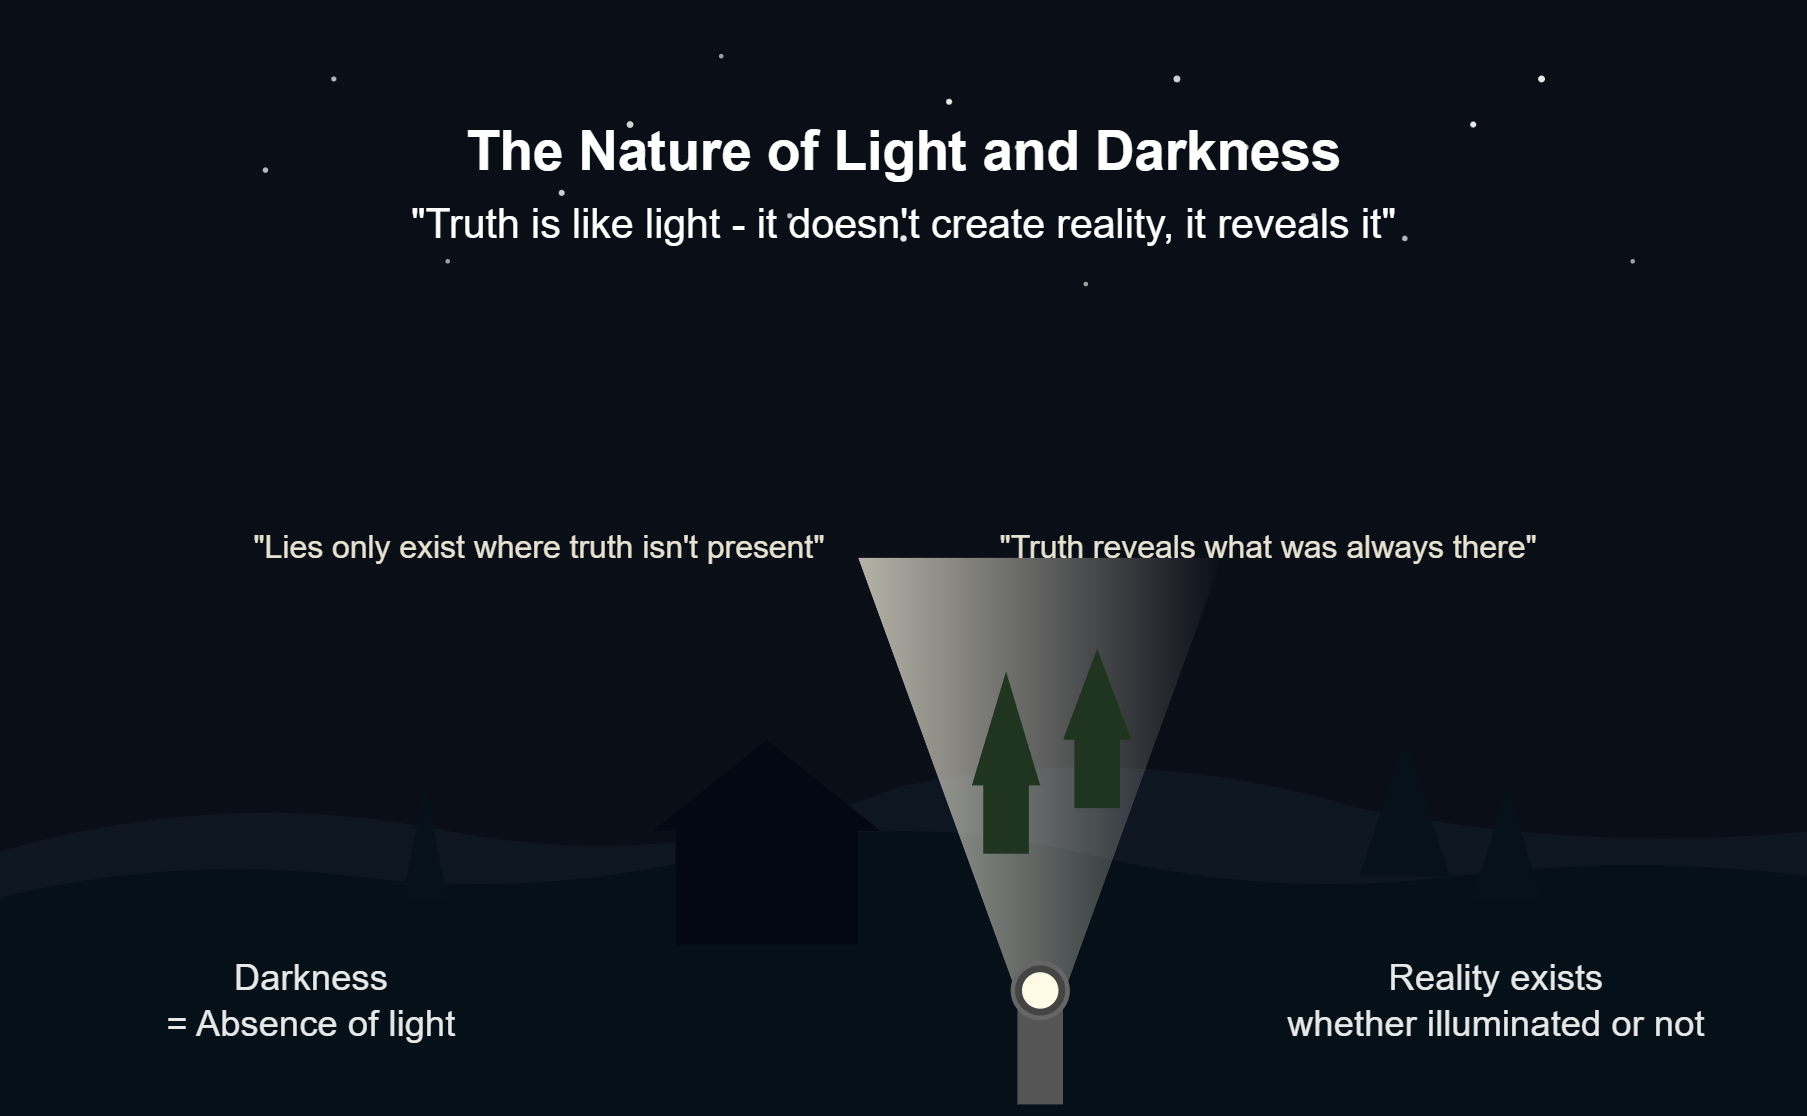 The Nature of Light and Darkness
"Truth is like light - it doesn't create reality, it reveals it"
"Lies only exist where truth isn't present"
"Truth reveals what was always there"
Darkness
= Absence of light
Reality exists
whether illuminated or not